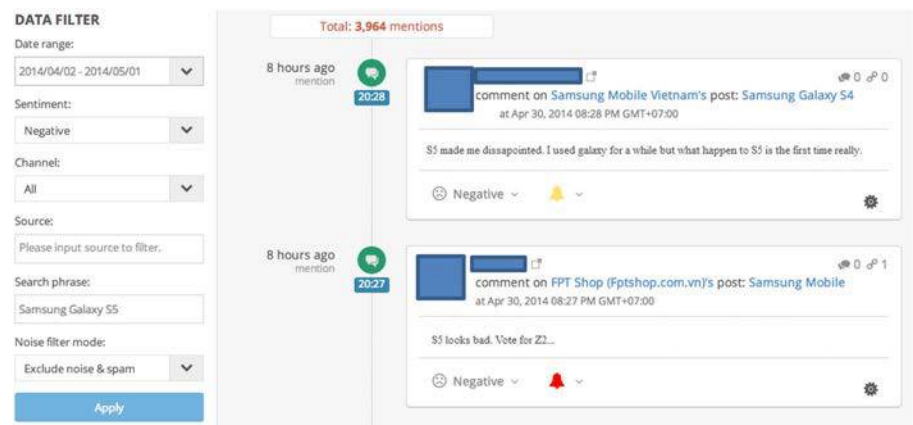 DATA FILTER
Date range:
2014/04/02 - 2014/05/01
Sentiment:
Negative
Channel:
All
Source:
Please input source to filter.
Search phrase:
Samsung Galaxy S5
Noise filter mode:
Exclude noise & spam
Apply
Total: 3,964 mentions
8 hours ago
mention
20:28
0 0
comment on Samsung Mobile Vietnam's post: Samsung Galaxy S4
at Apr 30, 2014 08:28 PM GMT+07:00
S5 made me dissapointed. I used galaxy for a while but what happen to S5 is the first time really.
Negative
8 hours ago
mention
20:27
0 1
comment on FPT Shop (Fptshop.com.vn)'s post: Samsung Mobile
at Apr 30, 2014 08:27 PM GMT+07:00
S5 looks bad. Vote for Z2...
Negative